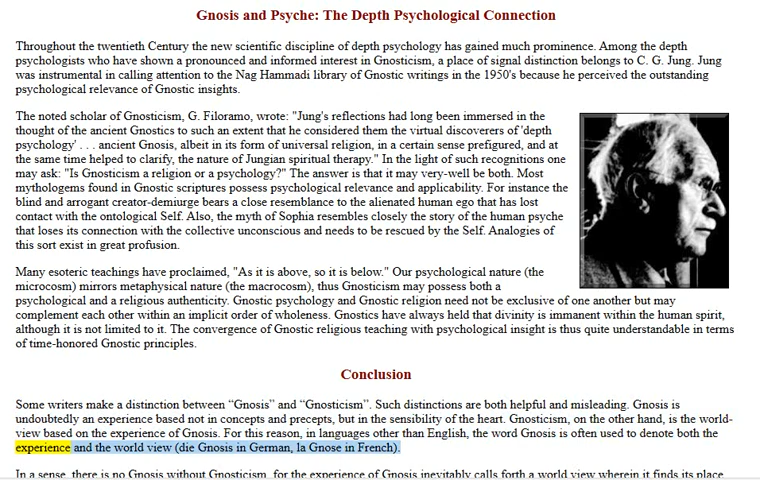 Gnosis and Psyche: The Depth Psychological Connection
Throughout the twentieth Century the new scientific discipline of depth psychology has gained much prominence. Among the depth
psychologists who have shown a pronounced and informed interest in Gnosticism, a place of signal distinction belongs to C. G. Jung. Jung
was instrumental in calling attention to the Nag Hammadi library of Gnostic writings in the 1950's because he perceived the outstanding
psychological relevance of Gnostic insights.
The noted scholar of Gnosticism, G. Filoramo, wrote: "Jung's reflections had long been immersed in the
thought of the ancient Gnostics to such an extent that he considered them the virtual discoverers of 'depth
psychology' . . . ancient Gnosis, albeit in its form of universal religion, in a certain sense prefigured, and at
the same time helped to clarify, the nature of Jungian spiritual therapy." In the light of such recognitions one
may ask: "Is Gnosticism a religion or a psychology?" The answer is that it may very-well be both. Most
mythologems found in Gnostic scriptures possess psychological relevance and applicability. For instance the
blind and arrogant creator-demiurge bears a close resemblance to the alienated human ego that has lost
contact with the ontological Self. Also, the myth of Sophia resembles closely the story of the human psyche
that loses its connection with the collective unconscious and needs to be rescued by the Self. Analogies of
this sort exist in great profusion.
Many esoteric teachings have proclaimed, "As it is above, so it is below." Our psychological nature (the
microcosm) mirrors metaphysical nature (the macrocosm), thus Gnosticism may possess both a
psychological and a religious authenticity. Gnostic psychology and Gnostic religion need not be exclusive of one another but may
complement each other within an implicit order of wholeness. Gnostics have always held that divinity is immanent within the human spirit,
although it is not limited to it. The convergence of Gnostic religious teaching with psychological insight is thus quite understandable in terms
of time-honored Gnostic principles.
Conclusion
Some writers make a distinction between “Gnosis” and “Gnosticism”. Such distinctions are both helpful and misleading. Gnosis is
undoubtedly an experience based not in concepts and precepts, but in the sensibility of the heart. Gnosticism, on the other hand, is the world-
view based on the experience of Gnosis. For this reason, in languages other than English, the word Gnosis is often used to denote both the
experience and the world view (die Gnosis in German, la Gnose in French).
In a sense, there is no Gnosis without Gnosticism, for the experience of Gnosis inevitably calls forth a world view wherein it finds its place.